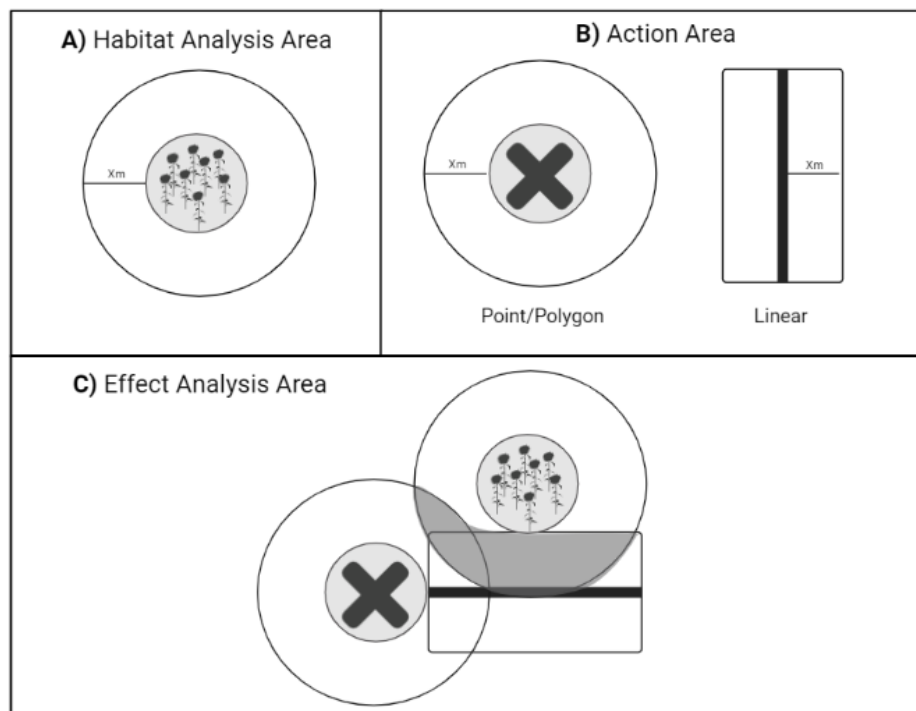 A) Habitat Analysis Area
Xm
B) Action Area
Xm
Xm
Point/Polygon
Linear
C) Effect Analysis Area